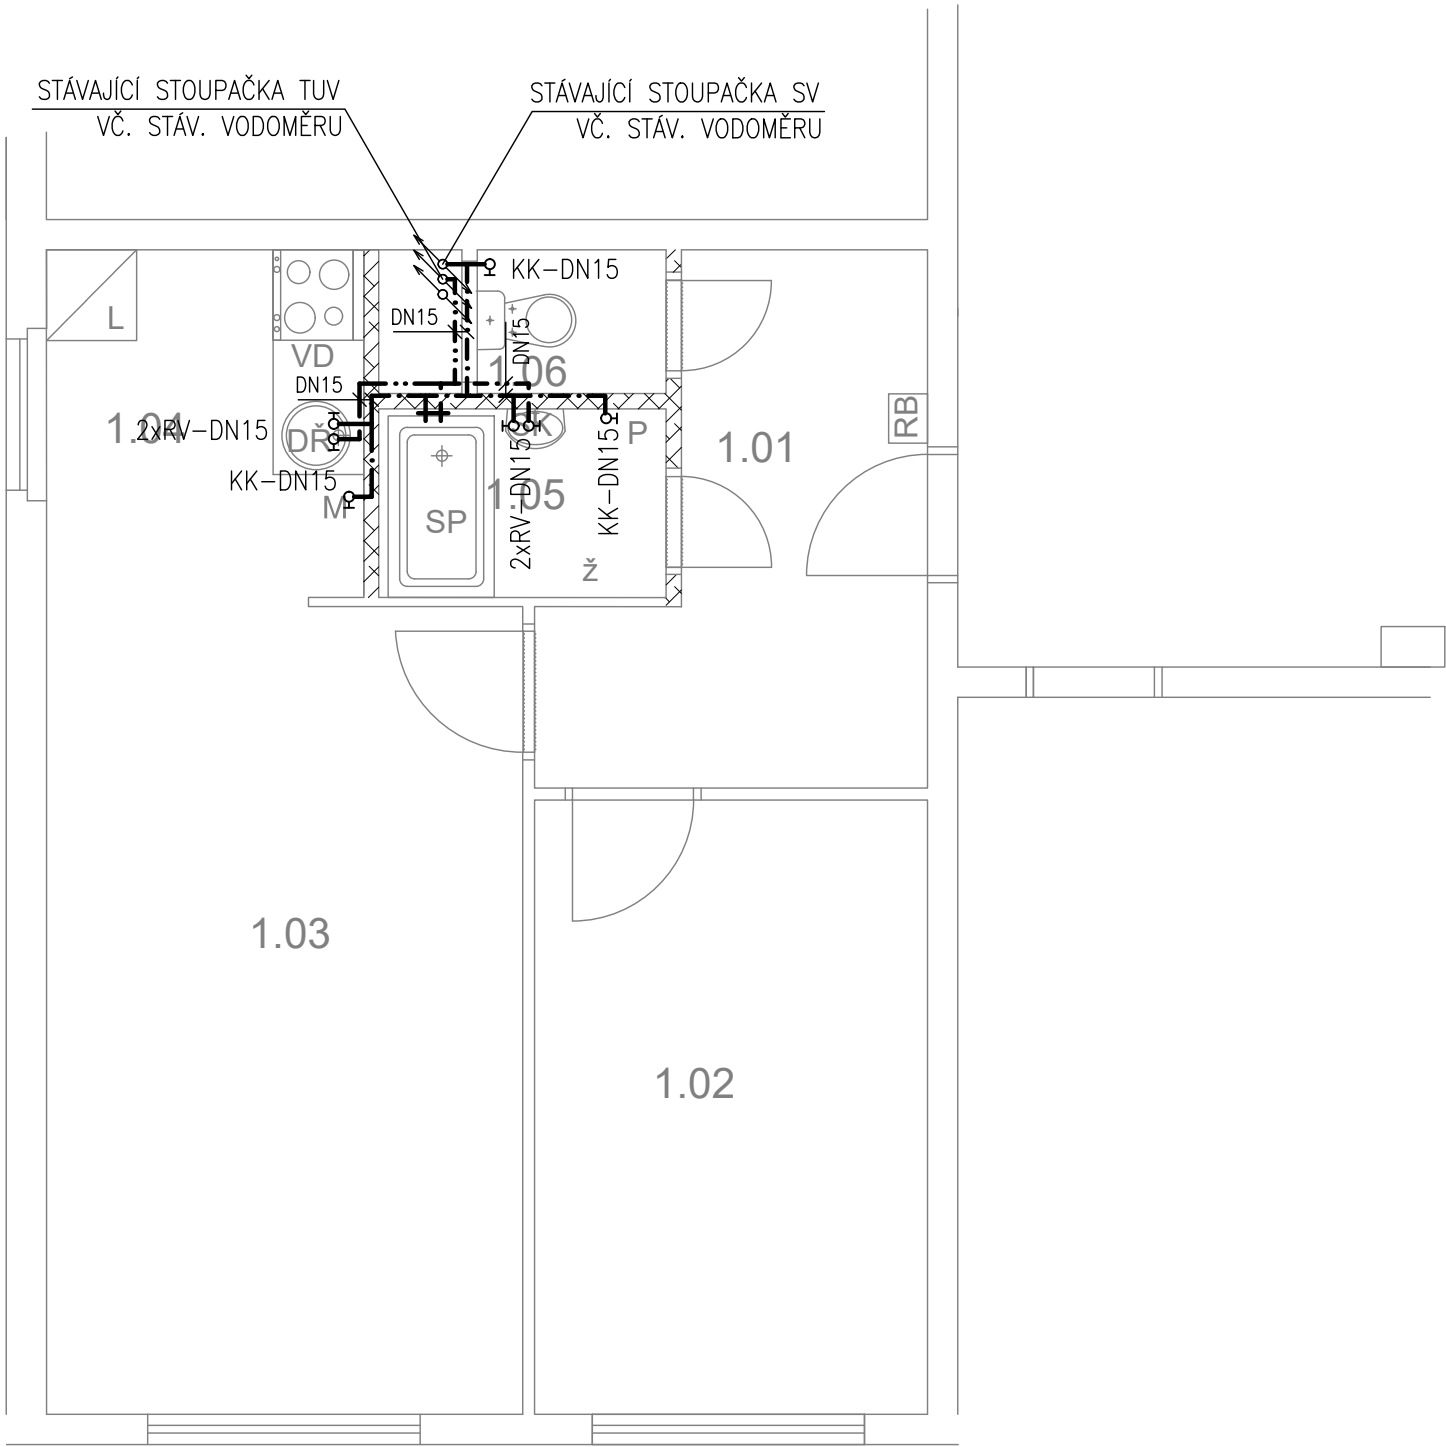 STÁVAJÍCÍ STOUPAČKA TUV
VČ. STÁV. VODOMĚRU
STÁVAJÍCÍ STOUPAČKA SV
VČ. STÁV. VODOMĚRU
KK-DN15
L
DN15
DN15
VD
1.06
DN15
1.04
2xRV-DN15
DŘ
P
1.01
RB
KK-DN15
M
SP
1.05
2xRV-DN15
KK-DN15
ž
1.03
1.02